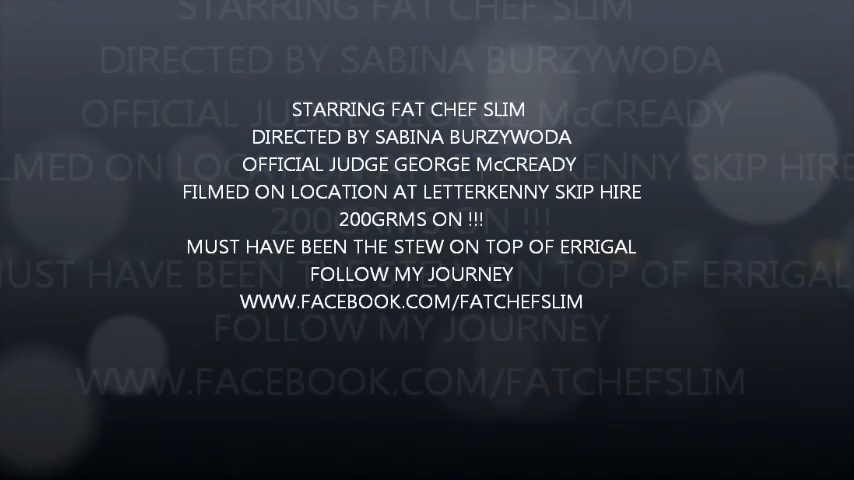 STARRING FAT CHEF SLIM
DIRECTED BY SABINA BURZYWODA
OFFICIAL JUDGE GEORGE McCREADY
FILMED ON LOCATION AT LETTERKENNY SKIP HIRE
200GRMS ON !!!
MUST HAVE BEEN THE STEW ON TOP OF ERRIGAL
FOLLOW MY JOURNEY
WWW.FACEBOOK.COM/FATCHEFSLIM